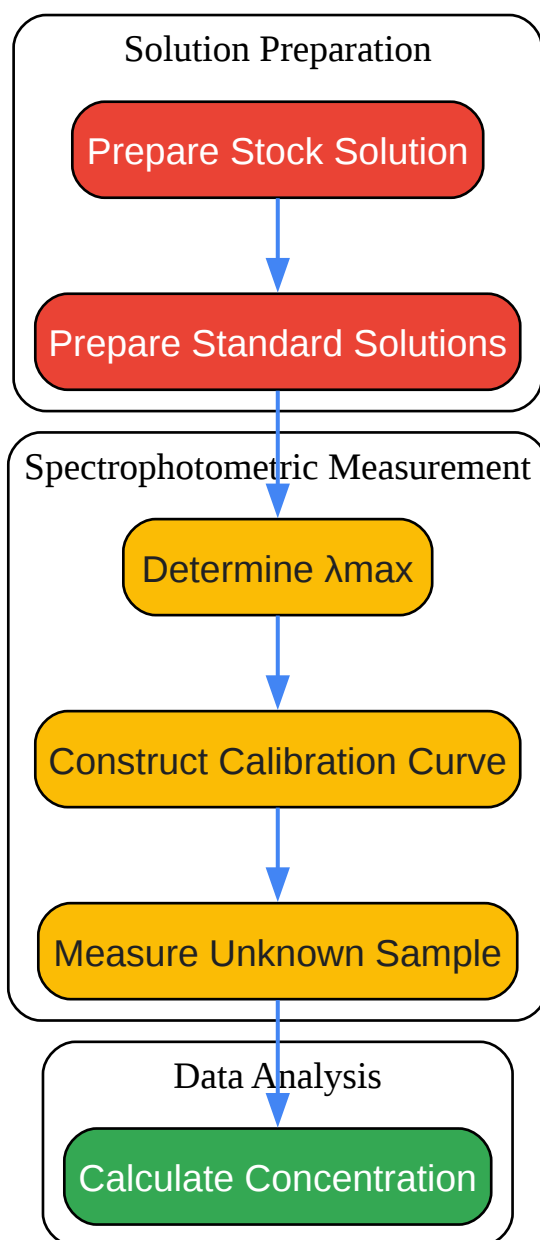 Solution Preparation
Prepare Stock Solution
Prepare Standard Solutions
Spectrophotometric Measurement
Determine λmax
Construct Calibration Curve
Measure Unknown Sample
Data Analysis
Calculate Concentration